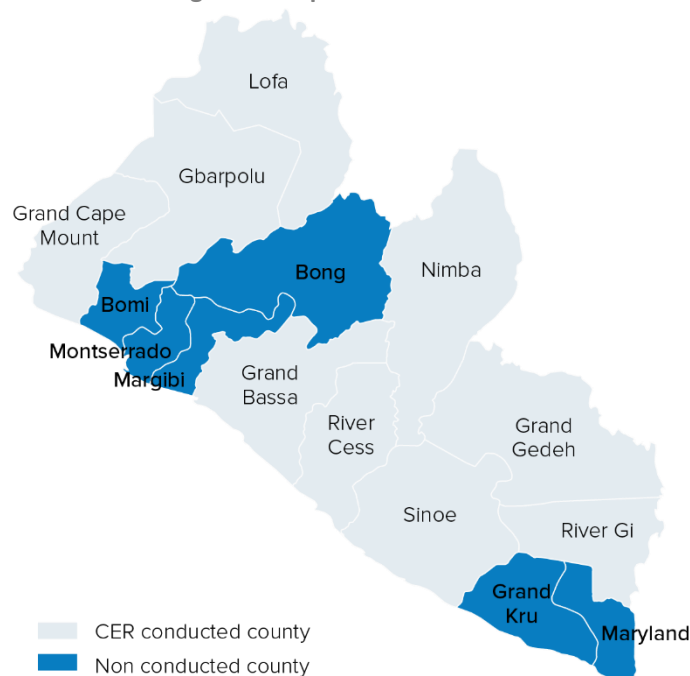 Lofa
Gbarpolu
Grand Cape
Mount
Bong
Nimba
Bomi
Montserrado
Margibi
Grand
Bassa
River
Cess
Grand
Gedeh
Sinoe
River Gi
Grand
Kru
Maryland
CER conducted county
Non conducted county